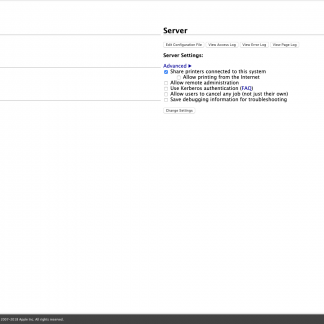 Server
Edit Configuration File View Access Log View Error Log View Page Log
Server Settings:
Advanced ▶
Share printers connected to this system
Allow printing from the Internet
Allow remote administration
Use Kerberos authentication (FAQ)
Allow users to cancel any job (not just their own)
Save debugging information for troubleshooting
Change Settings
Apple Inc. All rights reserved.